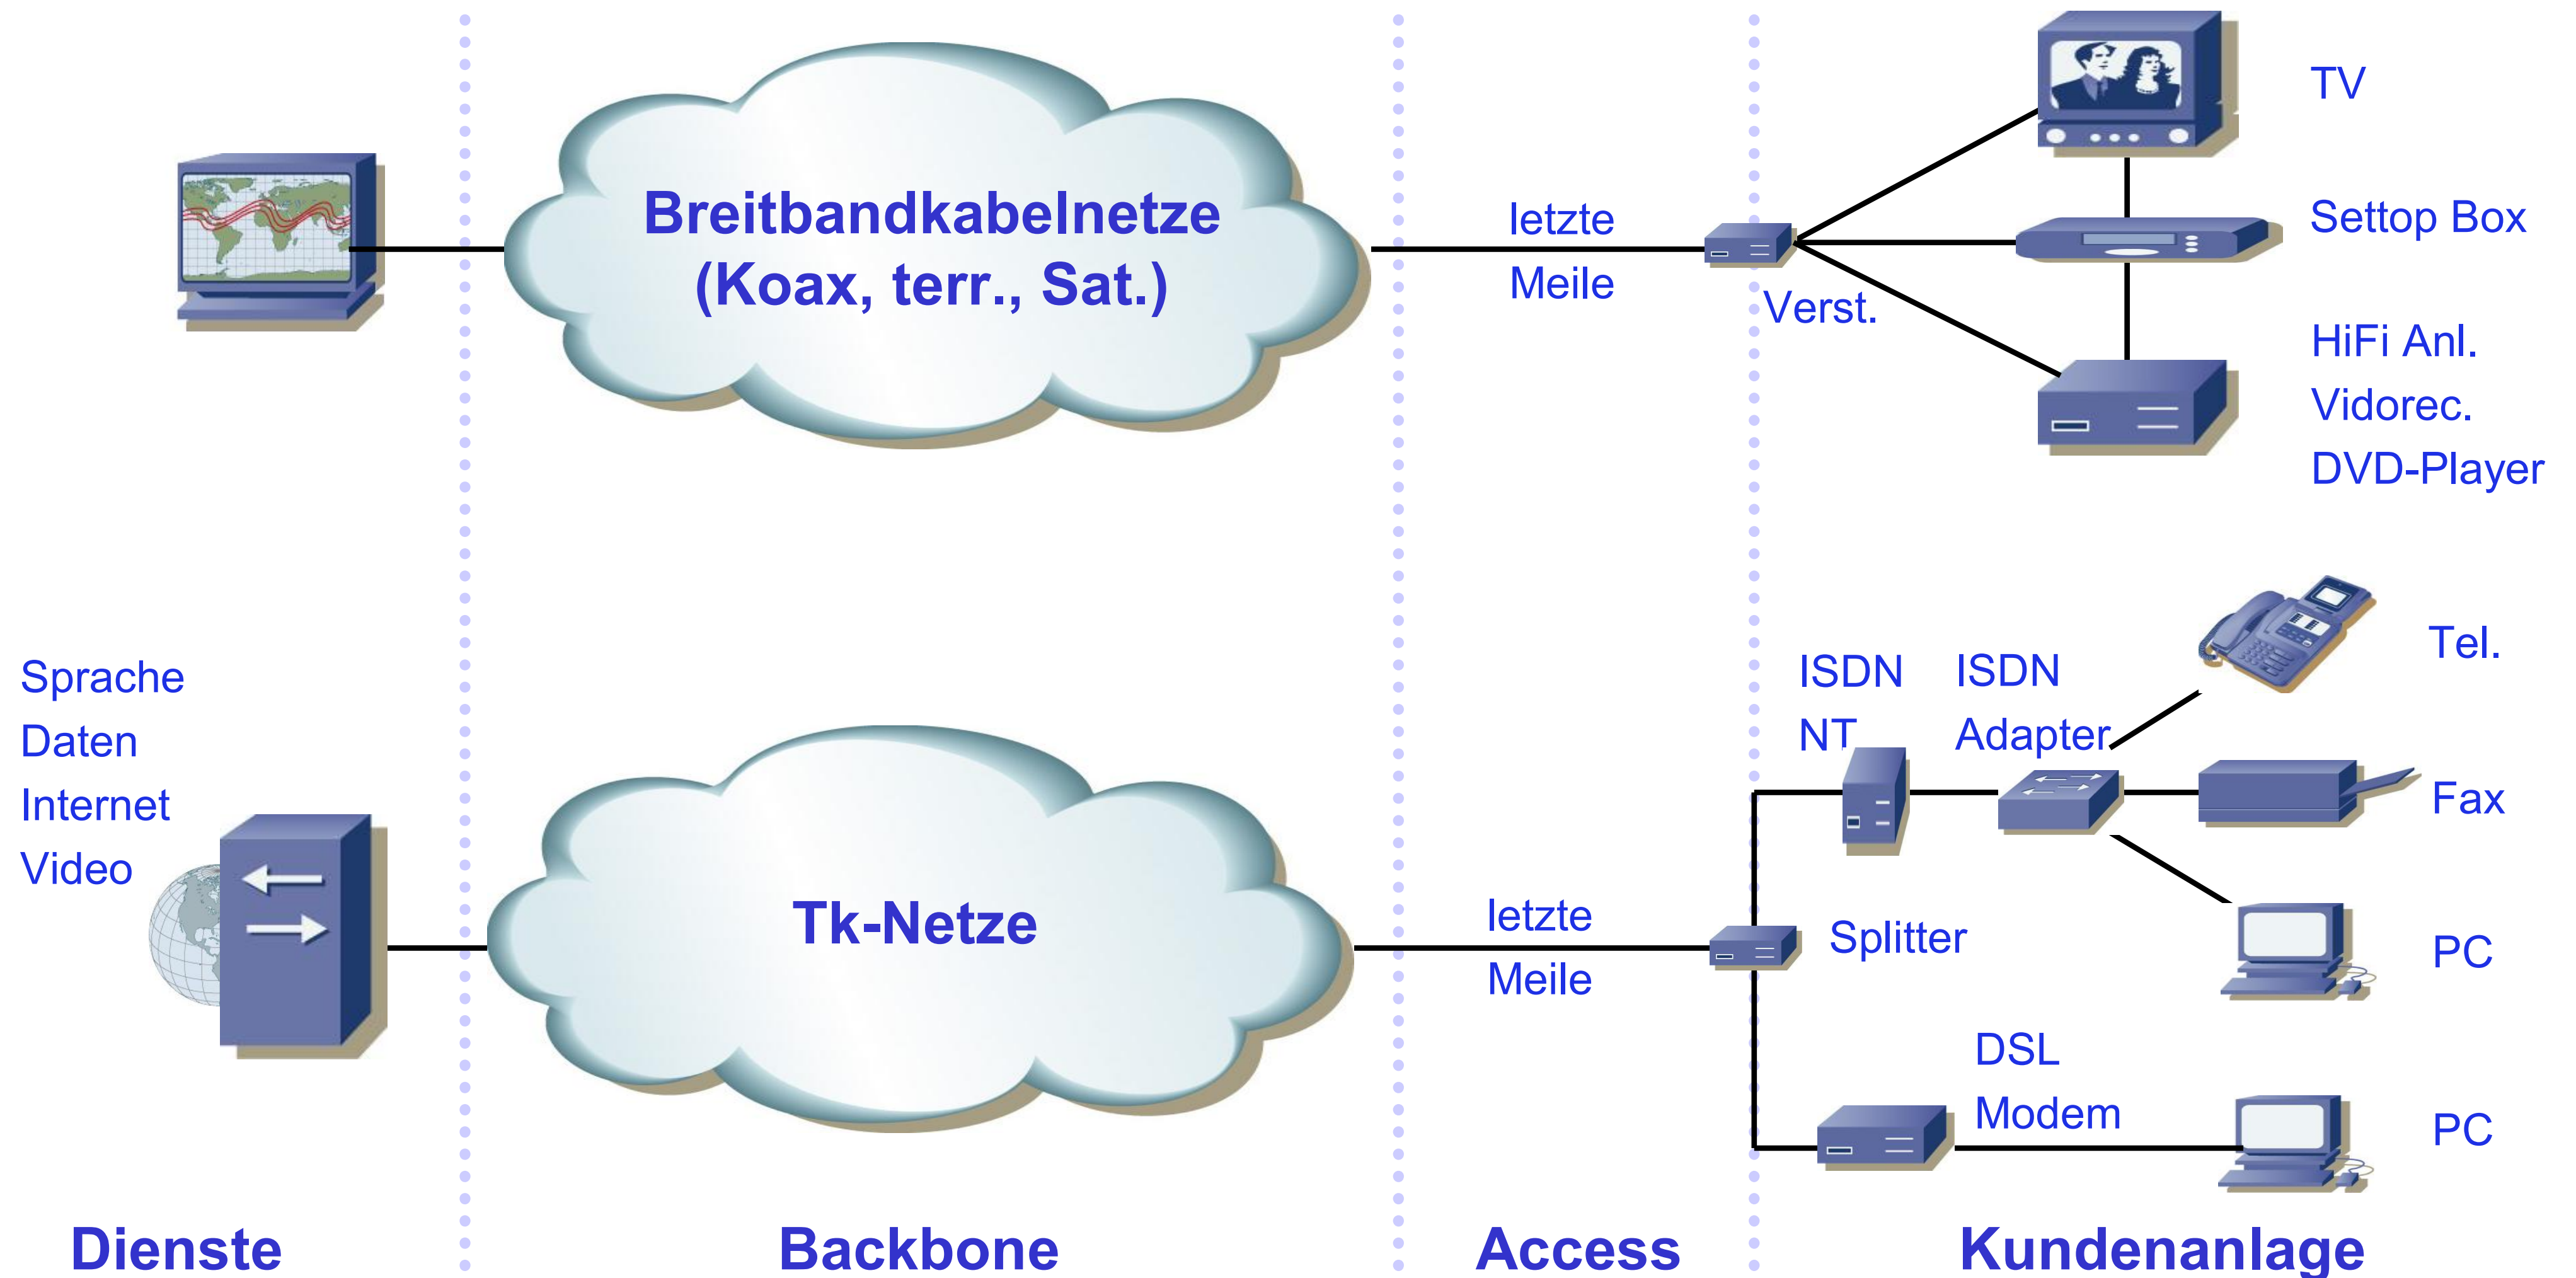 Breitbandkabelnetze
(Koax, terr., Sat.)
letzte
Meile
Verst.
TV
Settop Box
HiFi Anl.
Vidorec.
DVD-Player
Sprache
Daten
Internet
Video
Tk-Netze
letzte
Meile
Splitter
ISDN
NT
ISDN
Adapter
Tel.
Fax
PC
DSL
Modem
PC
Dienste
Backbone
Access
Kundenanlage